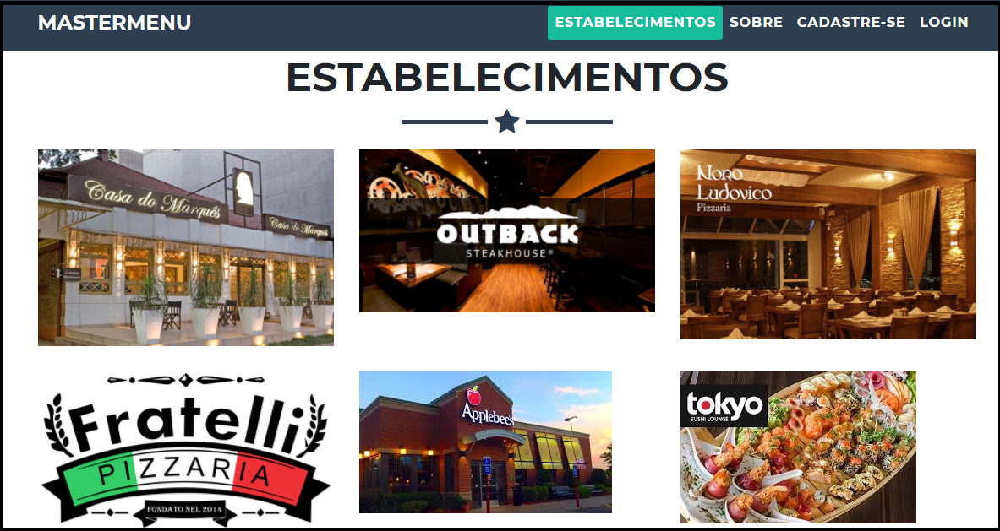 MASTERMENU
ESTABELECIMENTOS SOBRE CADASTRE-SE LOGIN
ESTABELECIMENTOS
Casa do Marquês
Casa do Marquês
OUTBACK
STEAKHOUSE®
Nono
Ludovico
Pizzaria
Fratelli
PIZZARIA
FONDATO NEL 2014
Applebee's
tokyo
SUSHI LOUNGE